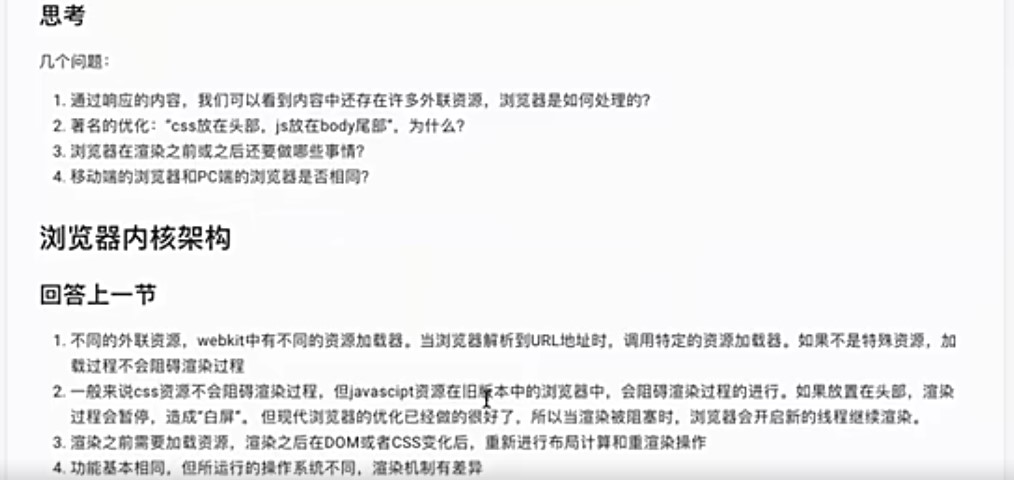 思考
几个问题：
1. 通过响应的内容，我们可以看到内容中还存在许多外联资源，浏览器是如何处理的？
2. 著名的优化：“css放在头部，js放在body尾部”，为什么？
3. 浏览器在渲染之前或之后还要做哪些事情？
4. 移动端的浏览器和PC端的浏览器是否相同？
浏览器内核架构
回答上一节
1. 不同的外联资源，webkit中有不同的资源加载器。当浏览器解析到URL地址时，调用特定的资源加载器。如果不是特殊资源，加
载过程不会阻碍渲染过程
2. 一般来说css资源不会阻碍渲染过程，但javascipt资源在旧版本中的浏览器中，会阻碍渲染过程的进行。如果放置在头部，渲染
过程会暂停，造成“白屏”。 但现代浏览器的优化已经做的很好了，所以当渲染被阻塞时，浏览器会开启新的线程继续渲染。
3. 渲染之前需要加载资源，渲染之后在DOM或者CSS变化后，重新进行布局计算和重渲染操作
4. 功能基本相同，但所运行的操作系统不同，渲染机制有差异